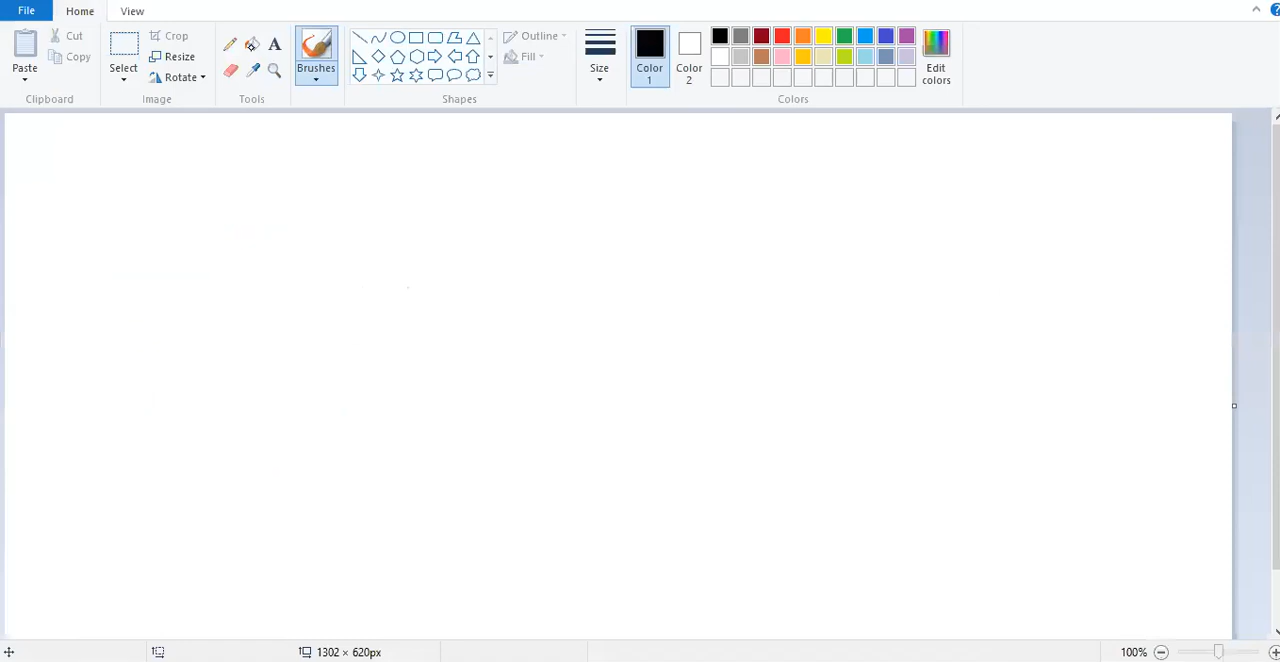 File Home View
Paste Cut Copy Clipboard
Select Crop Resize Rotate Image
A Tools
Brushes
Outline Fill Shapes
Size
Color 1 Color 2 Edit colors Colors
1302 × 620px 100%